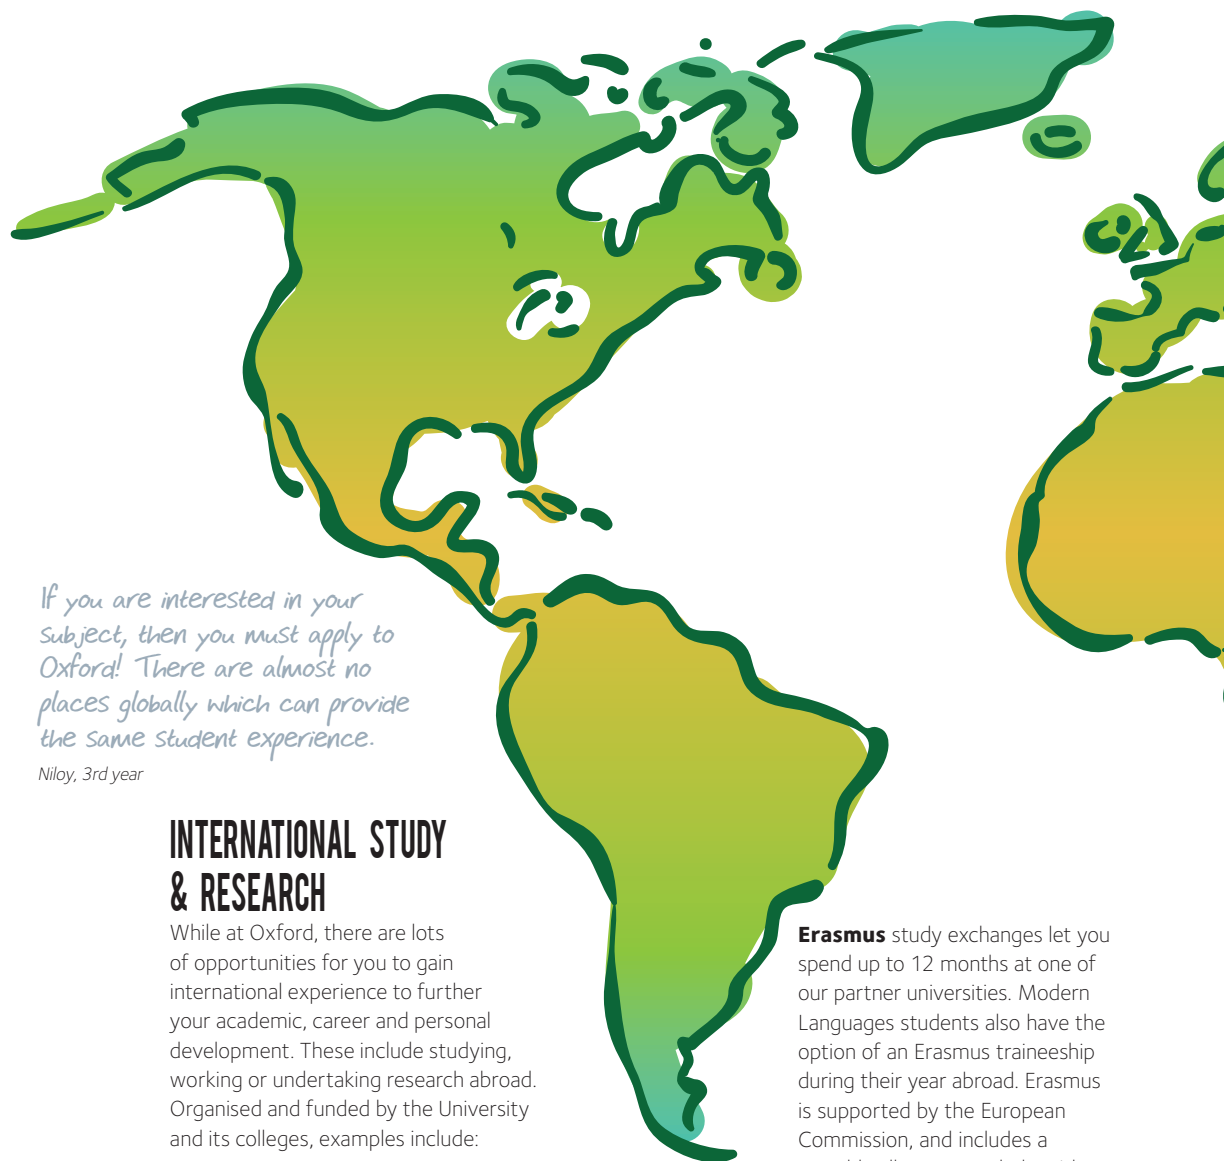 If you are interested in your
subject, then you must apply to
Oxford! There are almost no
places globally which can provide
the same student experience.
Niloy, 3rd year
INTERNATIONAL STUDY
& RESEARCH
While at Oxford, there are lots
of opportunities for you to gain
international experience to further
your academic, career and personal
development. These include studying,
working or undertaking research abroad.
Organised and funded by the University
and its colleges, examples include:
Erasmus study exchanges let you
spend up to 12 months at one of
our partner universities. Modern
Languages students also have the
option of an Erasmus traineeship
during their year abroad. Erasmus
is supported by the European
Commission, and includes a